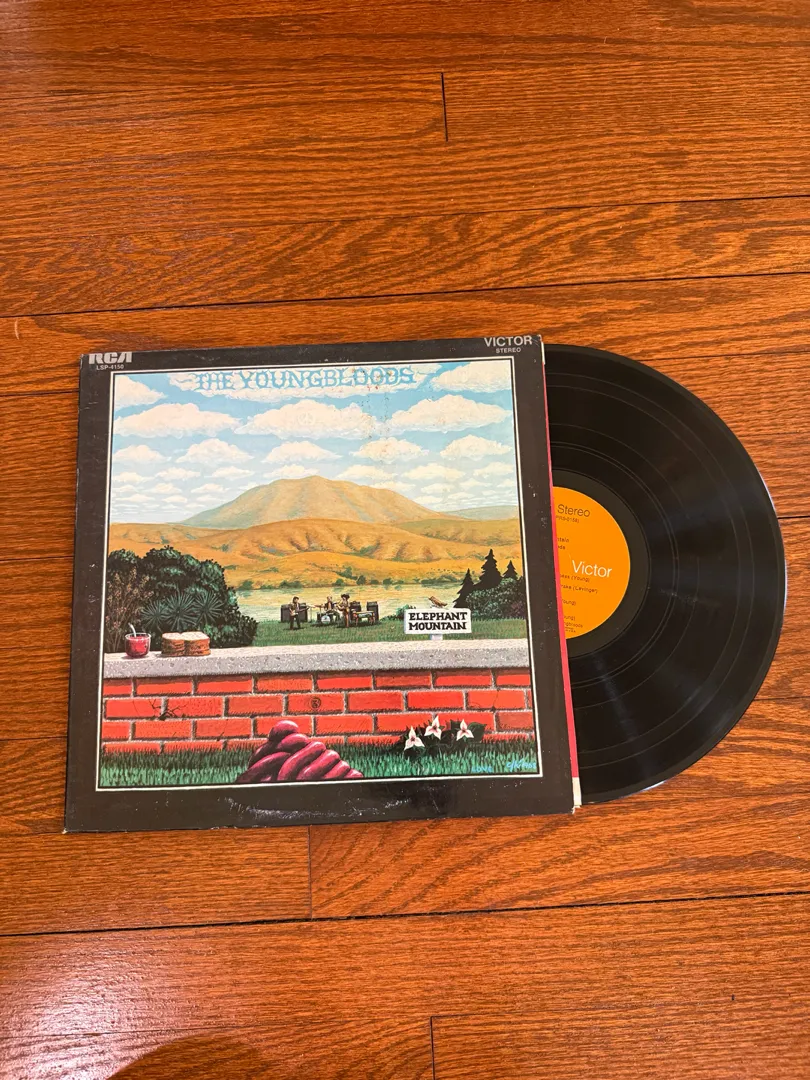 RCA
LSP-4150
VICTOR
STEREO
THE YOUNGBLOODS
ELEPHANT
MOUNTAIN
Stereo
Victor